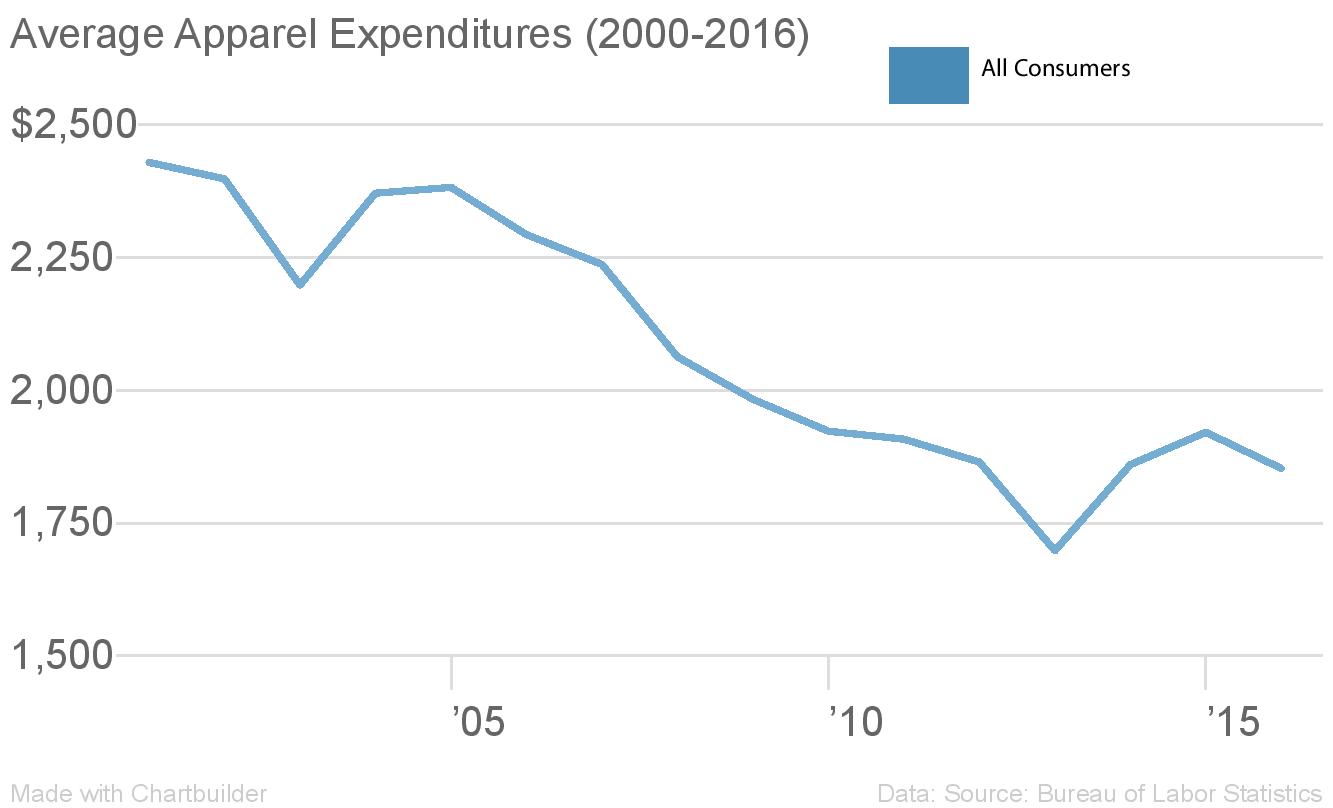 Average Apparel Expenditures (2000-2016)
All Consumers
$2,500
2,250
2,000
1,750
1,500
’05
’10
’15
Made with Chartbuilder
Data: Source: Bureau of Labor Statistics